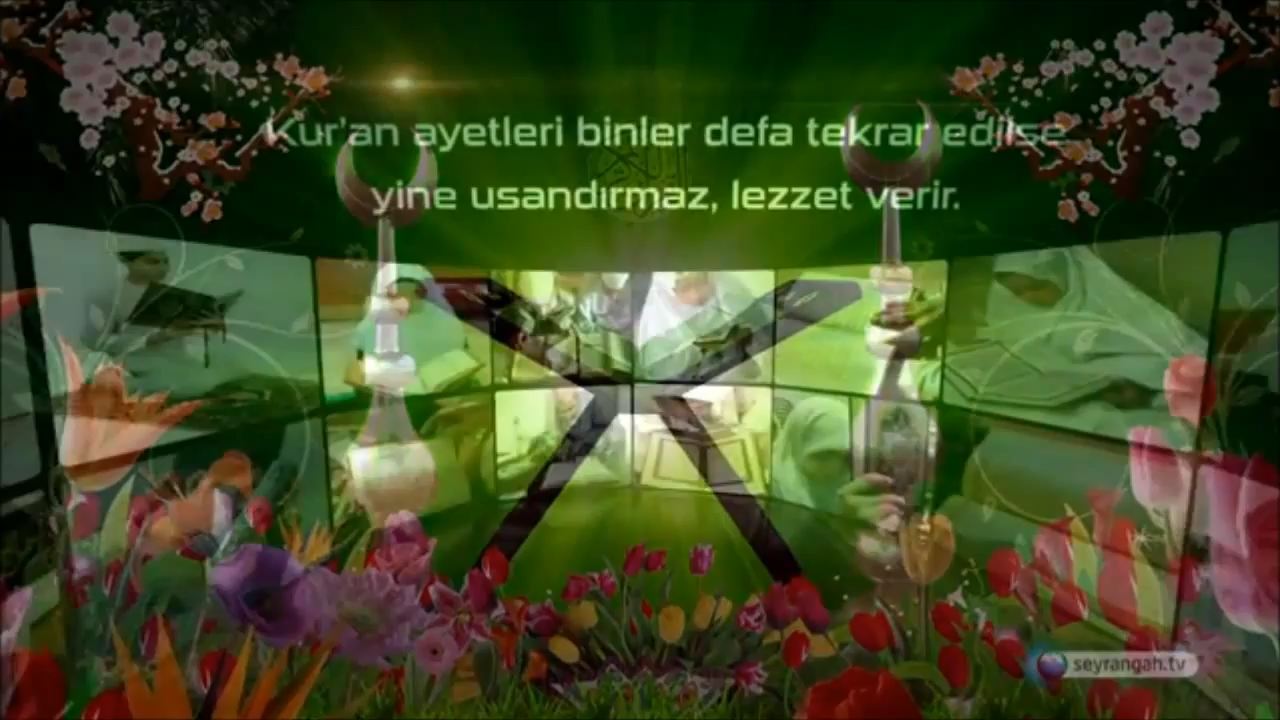 Kur'an ayetleri binler defa tekrar edilse
yine usandırmaz, lezzet verir.
seyrangah.tv